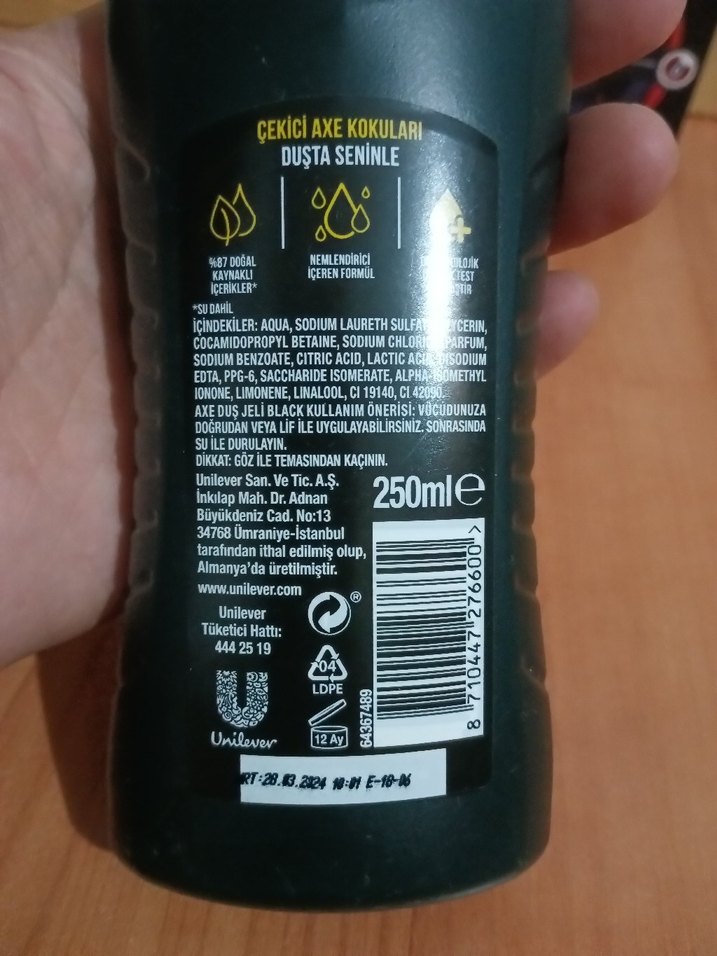 ÇEKİCİ AXE KOKULARI
DUŞTA SENİNLE
%87 DOĞAL
KAYNAKLI
İÇERİKLER*
NEMLENDİRİCİ
İÇEREN FORMÜL
*SU DAHİL
İÇİNDEKİLER: AQUA, SODIUM LAURETH
COCAMIDOPROPYL BETAINE, SODIUM PARFUM,
SODIUM BENZOATE, CITRIC ACID, LACTIC
EDTA, PPG-6, SACCHARIDE ISOMERATE,
IONONE, LIMONENE, LINALOOL, CI 19140, CI 42090.
AXE DUŞ JELİ BLACK KULLANIM ÖNERİSİ: VÜCUDUNUZA
DOĞRUDAN VEYA LİF İLE UYGULAYABİLİRSİNİZ. SONRASINDA
SU İLE DURULAYIN.
DİKKAT: GÖZ İLE TEMASINDAN KAÇININ.
Unilever San. Ve Tic. A.Ş.
İnkılap Mah. Dr. Adnan
Büyükdeniz Cad. No:13
34768 Ümraniye-İstanbul
tarafından ithal edilmiş olup,
Almanya'da üretilmiştir.
www.unilever.com
250ml e
Unilever
Tüketici Hattı:
444 25 19
®
04
LDPE
12 Ay
Unilever
64367489
8 710447 276600 >
RT:28.03.2024 10:01 E-18-06